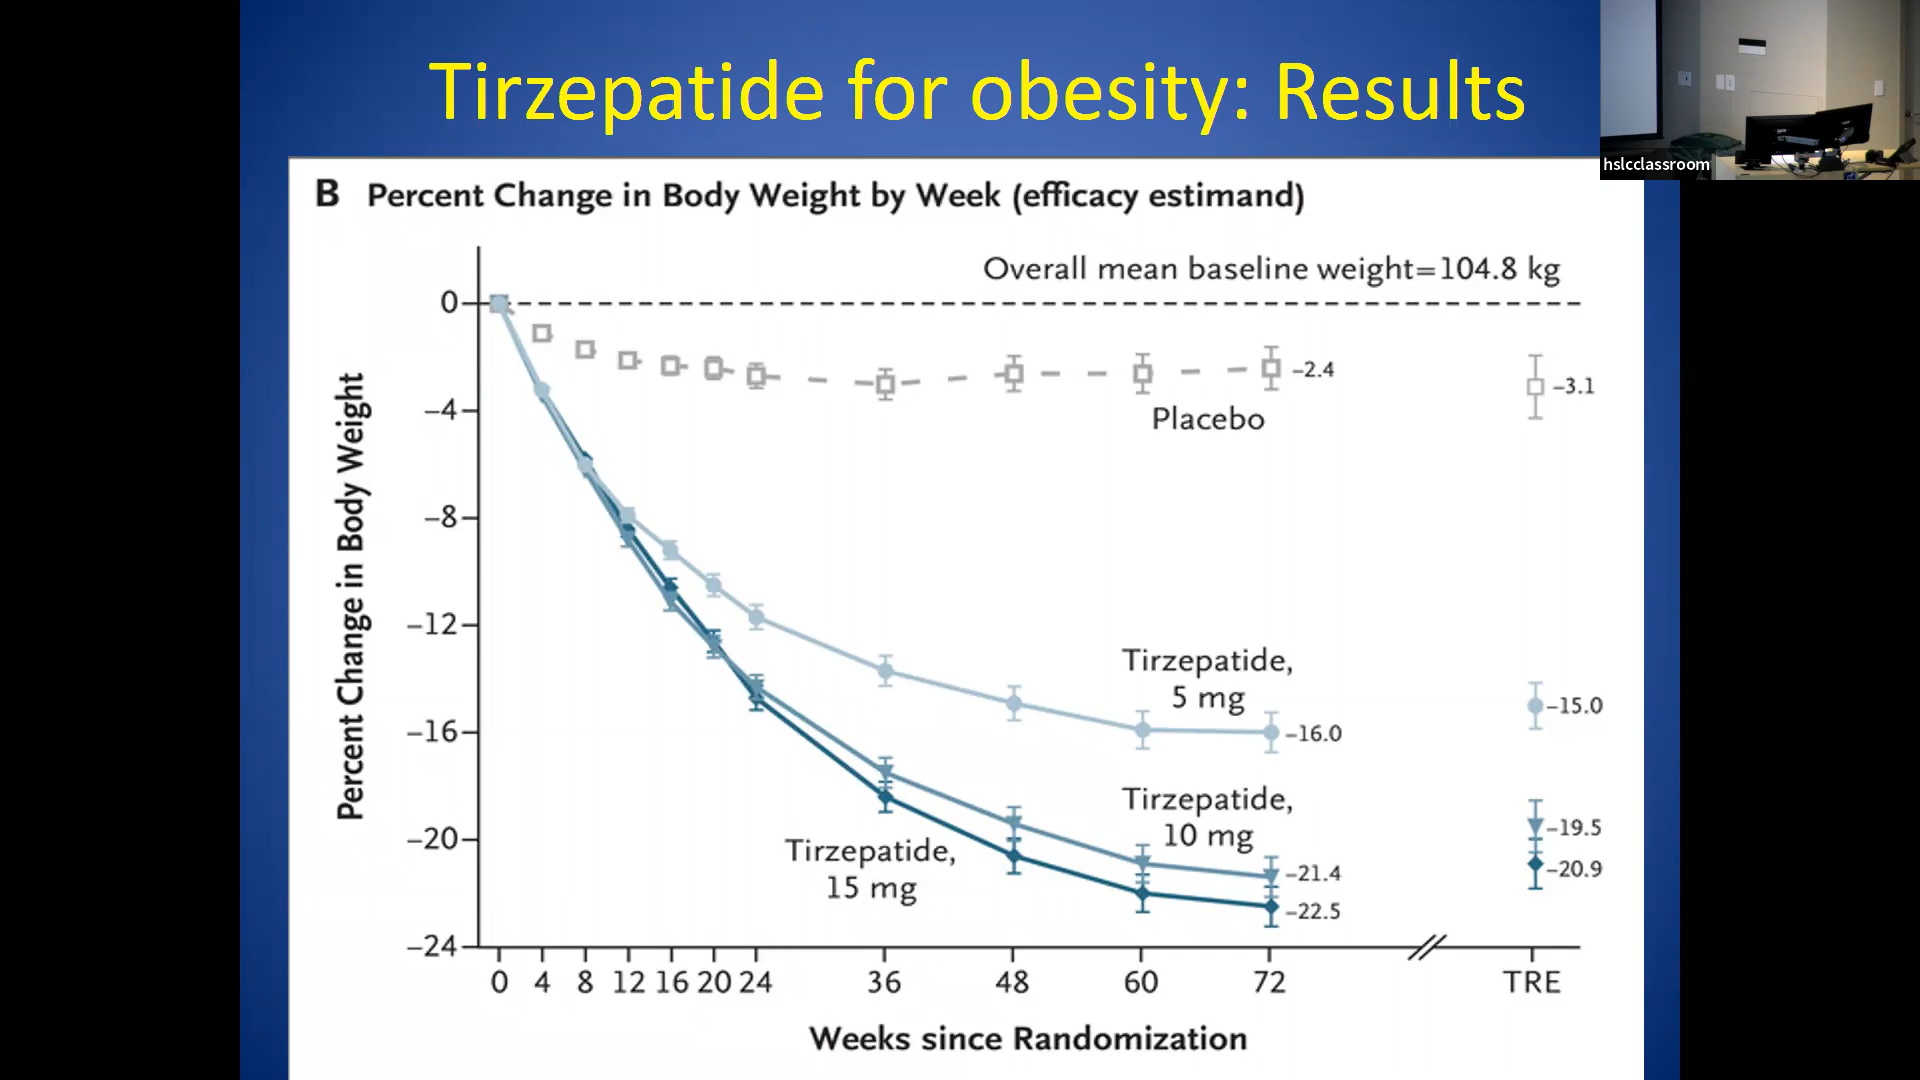 Tirzepatide for obesity: Results
hslcclassroom
B Percent Change in Body Weight by Week (efficacy estimand)
Overall mean baseline weight=104.8 kg
Percent Change in Body Weight
0
−4
−8
−12
−16
−20
−24
−2.4
−3.1
Placebo
Tirzepatide,
5 mg
−16.0
−15.0
Tirzepatide,
10 mg
−21.4
−19.5
Tirzepatide,
15 mg
−22.5
−20.9
0 4 8 12 16 20 24 36 48 60 72 TRE
Weeks since Randomization